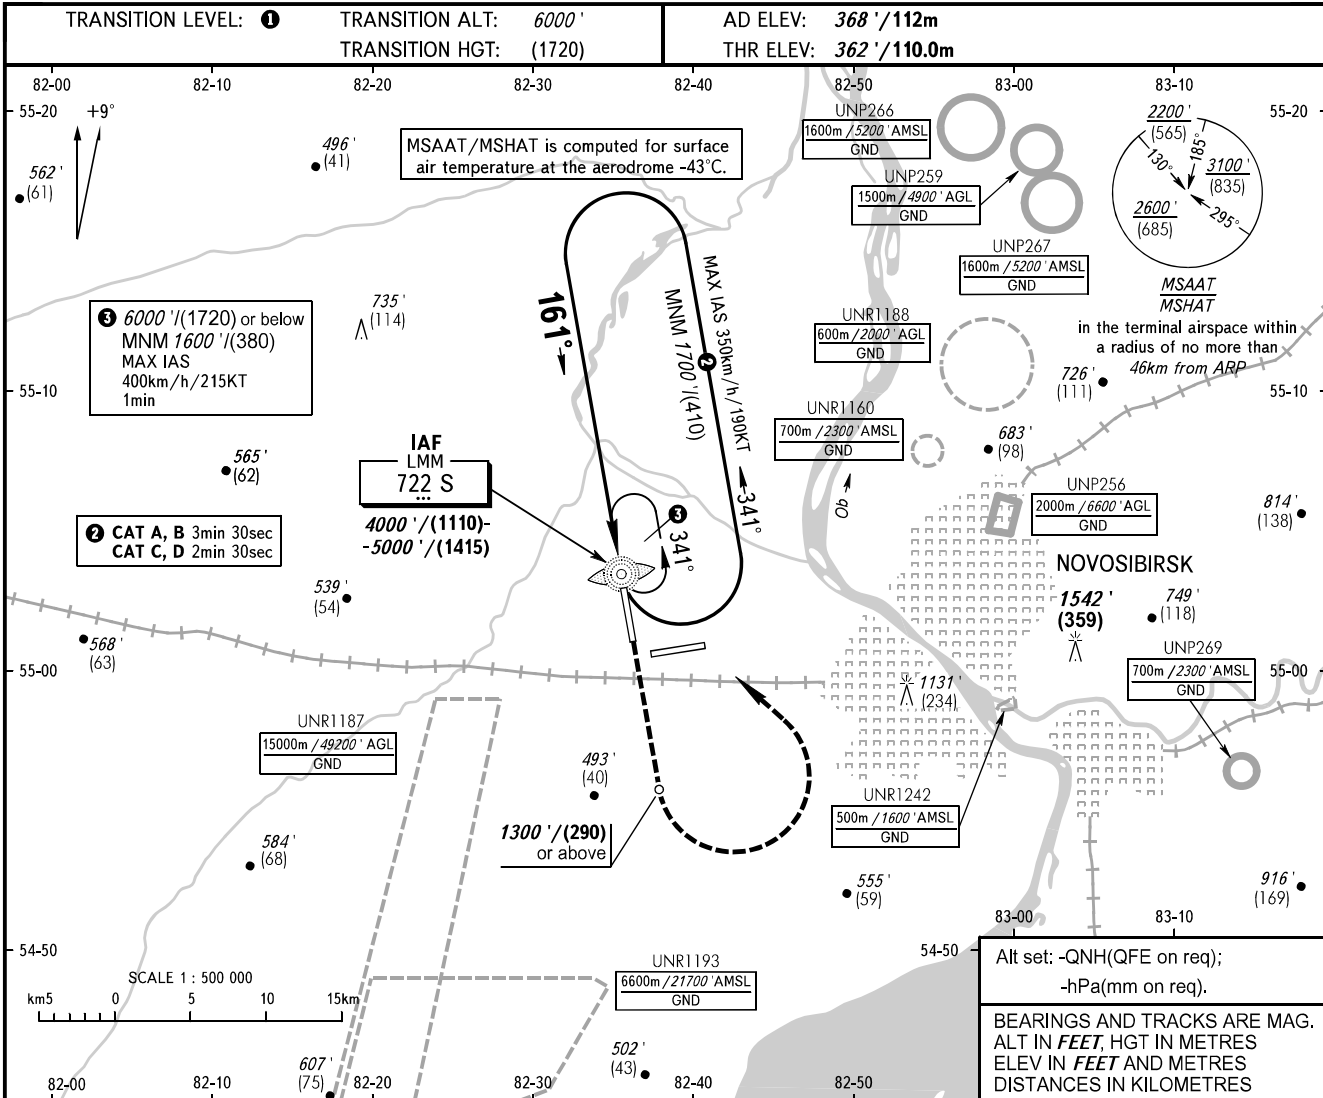 TRANSITION LEVEL: ❶
TRANSITION ALT: 6000 '
TRANSITION HGT: (1720)
AD ELEV: 368 '/112m
THR ELEV: 362 '/110.0m
82-00 82-10 82-20 82-30 82-40 82-50 83-00 83-10
55-20 55-20
+9°
562 '
(61)
496 '
(41)
MSAAT/MSHAT is computed for surface
air temperature at the aerodrome -43°C.
UNP266
1600m / 5200 ' AMSL
GND
UNP259
1500m / 4900 ' AGL
GND
UNP267
1600m / 5200 ' AMSL
GND
2200 '
(565)
185°
130°
3100 '
(835)
2600 '
(685)
295°
MSAAT
MSHAT
in the terminal airspace within
a radius of no more than
46km from ARP
❸ 6000 '/(1720) or below
MNM 1600 '/(380)
MAX IAS
400km/h/215KT
1min
735 '
(114)
161°
MAX IAS 350km/h/190KT
❷
MNM 1700 '/(410)
341°
UNR1188
600m / 2000 ' AGL
GND
726 '
(111)
55-10 55-10
UNR1160
700m / 2300 ' AMSL
GND
683 '
(98)
565 '
(62)
IAF
LMM
722 S
...
4000 '/(1110)-
-5000 '/(1415)
Ob
UNP256
2000m / 6600 ' AGL
GND
814 '
(138)
❷ CAT A, B 3min 30sec
CAT C, D 2min 30sec
❸
341°
539 '
(54)
NOVOSIBIRSK
1542 '
(359)
749 '
(118)
568 '
(63)
55-00 55-00
UNP269
700m / 2300 ' AMSL
GND
1131 '
(234)
UNR1187
15000m / 49200 ' AGL
GND
493 '
(40)
1300 '/(290)
or above
UNR1242
500m / 1600 ' AMSL
GND
584 '
(68)
555 '
(59)
916 '
(169)
83-00 83-10
54-50 54-50
SCALE 1 : 500 000
km5 0 5 10 15km
UNR1193
6600m / 21700 ' AMSL
GND
607 '
(75)
502 '
(43)
82-00 82-10 82-20 82-30 82-40 82-50
Alt set: -QNH(QFE on req);
-hPa(mm on req).
BEARINGS AND TRACKS ARE MAG.
ALT IN FEET, HGT IN METRES
ELEV IN FEET AND METRES
DISTANCES IN KILOMETRES